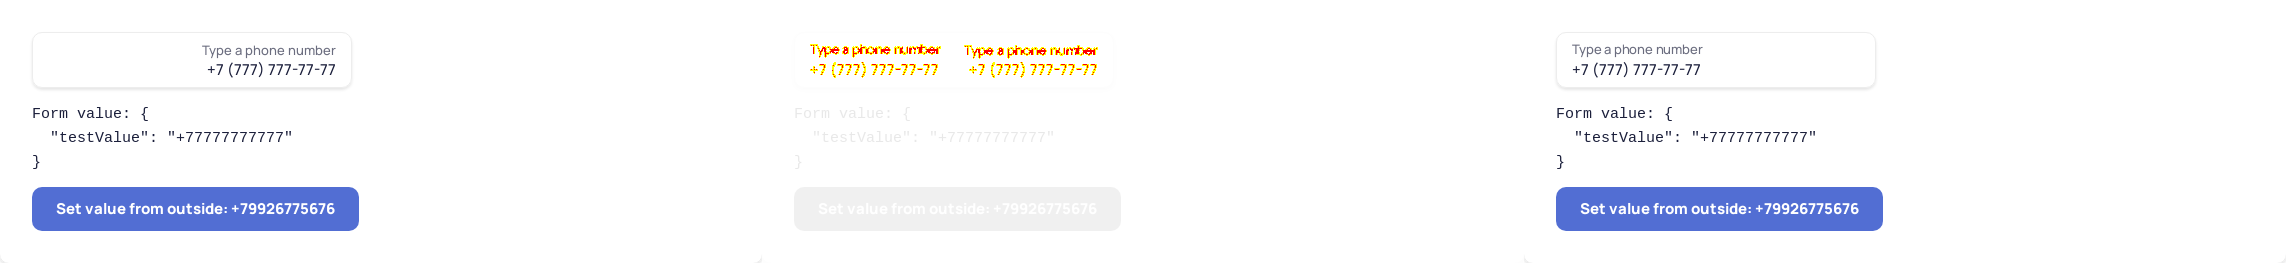 Type a phone number
+7 (777) 777-77-77
Form value: {
  "testValue": "+77777777777"
}
Set value from outside: +79926775676
Type a phone number Type a phone number
+7 (777) 777-77-77 +7 (777) 777-77-77
Form value: {
  "testValue": "+77777777777"
}
Set value from outside: +79926775676
Type a phone number
+7 (777) 777-77-77
Form value: {
  "testValue": "+77777777777"
}
Set value from outside: +79926775676